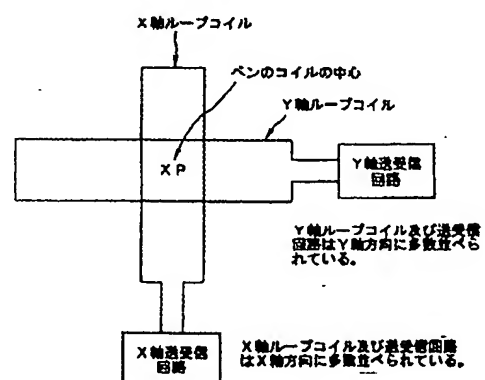 X軸ループコイル
ペンのコイルの中心
Y軸ループコイル
X P
Y軸送受信
回路
Y軸ループコイル及び送受信
回路はY軸方向に多数並べら
れている。
X軸送受信
回路
X軸ループコイル及び送受信回路
はX軸方向に多数並べられている。